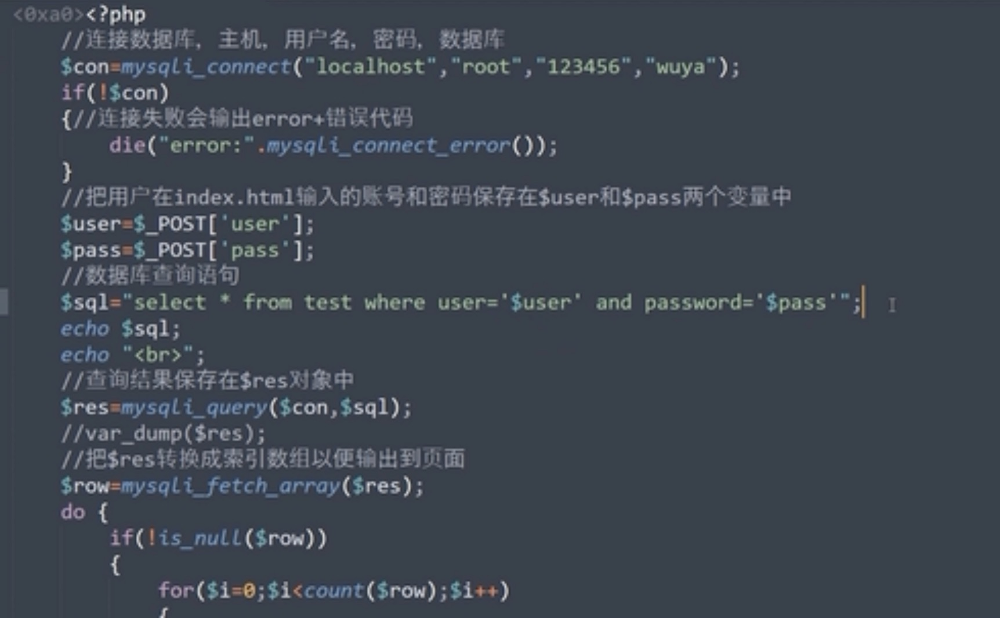 <0xa0><?php
//连接数据库，主机，用户名，密码，数据库
$con=mysqli_connect("localhost","root","123456","wuya");
if(!$con)
{//连接失败会输出error+错误代码
die("error:".mysqli_connect_error());
}
//把用户在index.html输入的账号和密码保存在$user和$pass两个变量中
$user=$_POST['user'];
$pass=$_POST['pass'];
//数据库查询语句
$sql="select * from test where user='$user' and password='$pass'";
echo $sql;
echo "<br>";
//查询结果保存在$res对象中
$res=mysqli_query($con,$sql);
//var_dump($res);
//把$res转换成索引数组以便输出到页面
$row=mysqli_fetch_array($res);
do {
if(!is_null($row))
{
for($i=0;$i<count($row);$i++)
{